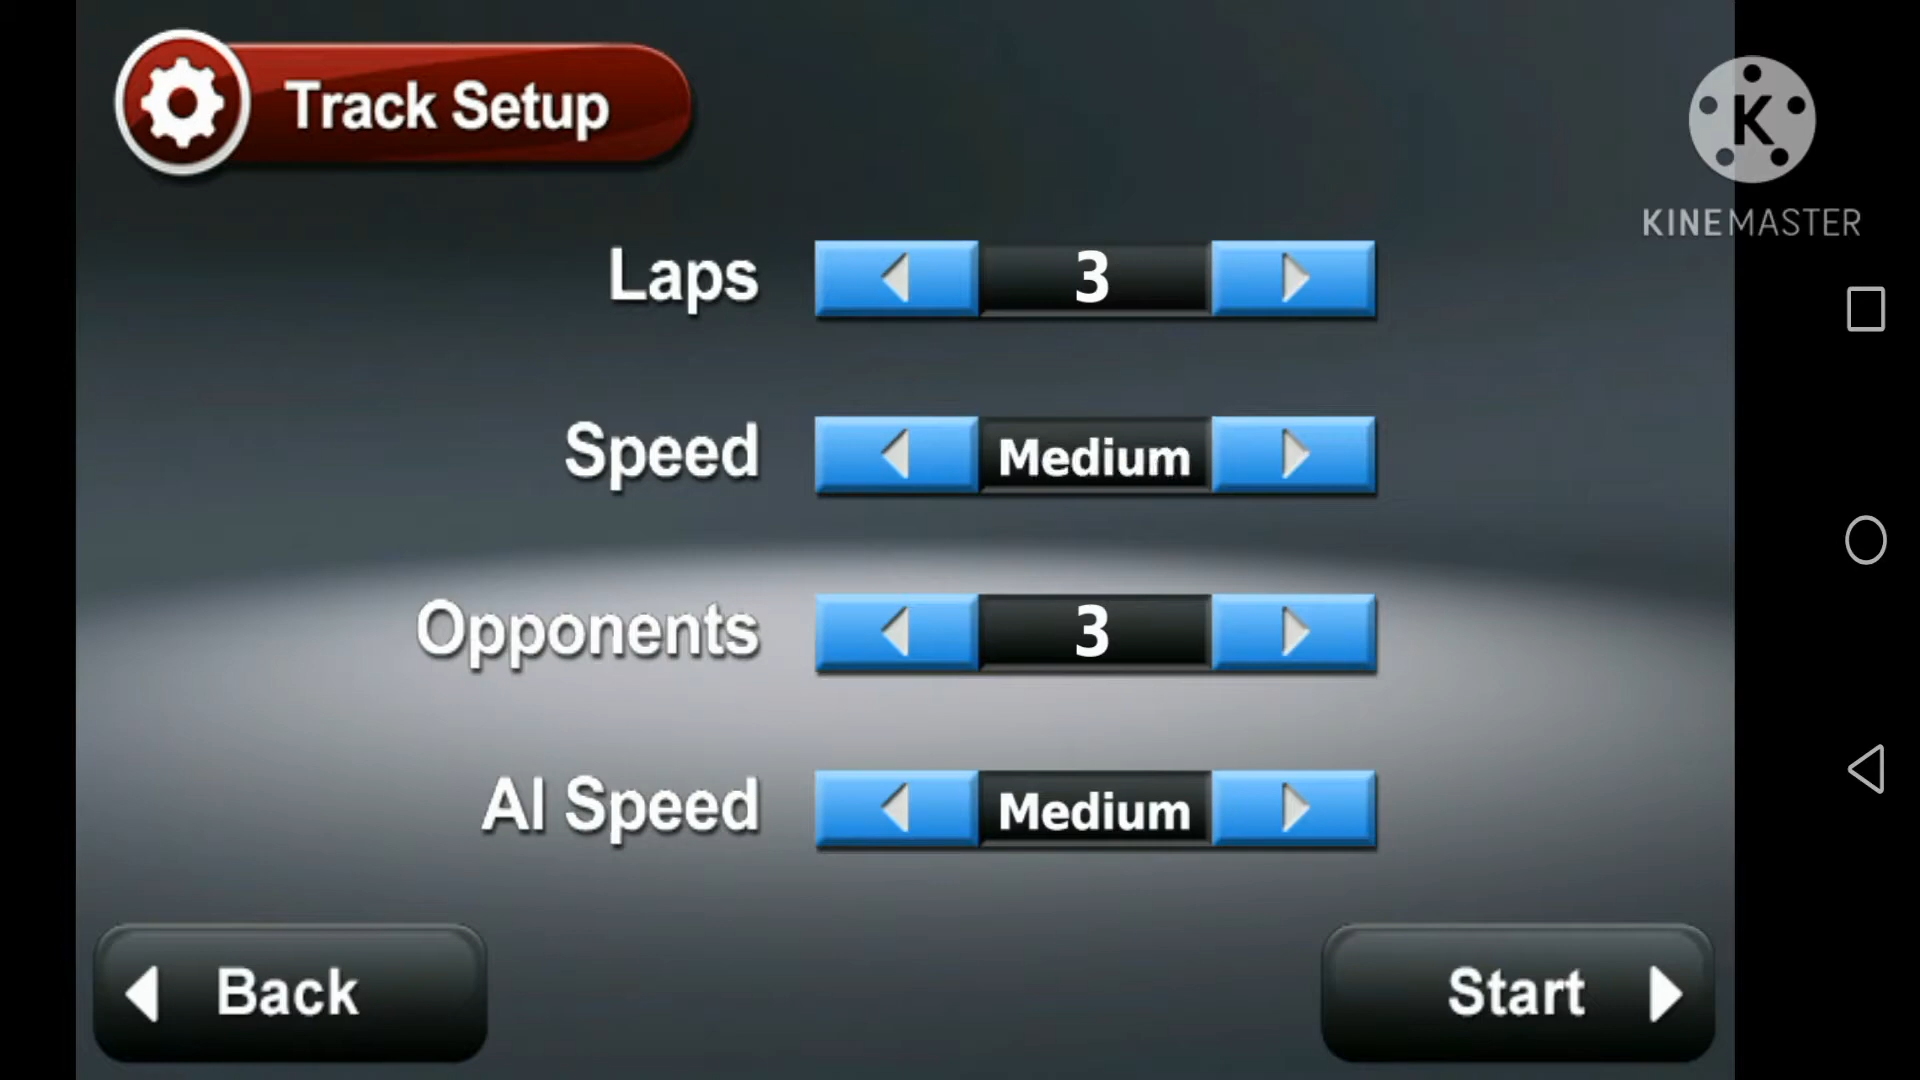 Track Setup
K
KINEMASTER
Laps 3
Speed Medium
Opponents 3
AI Speed Medium
Back Start